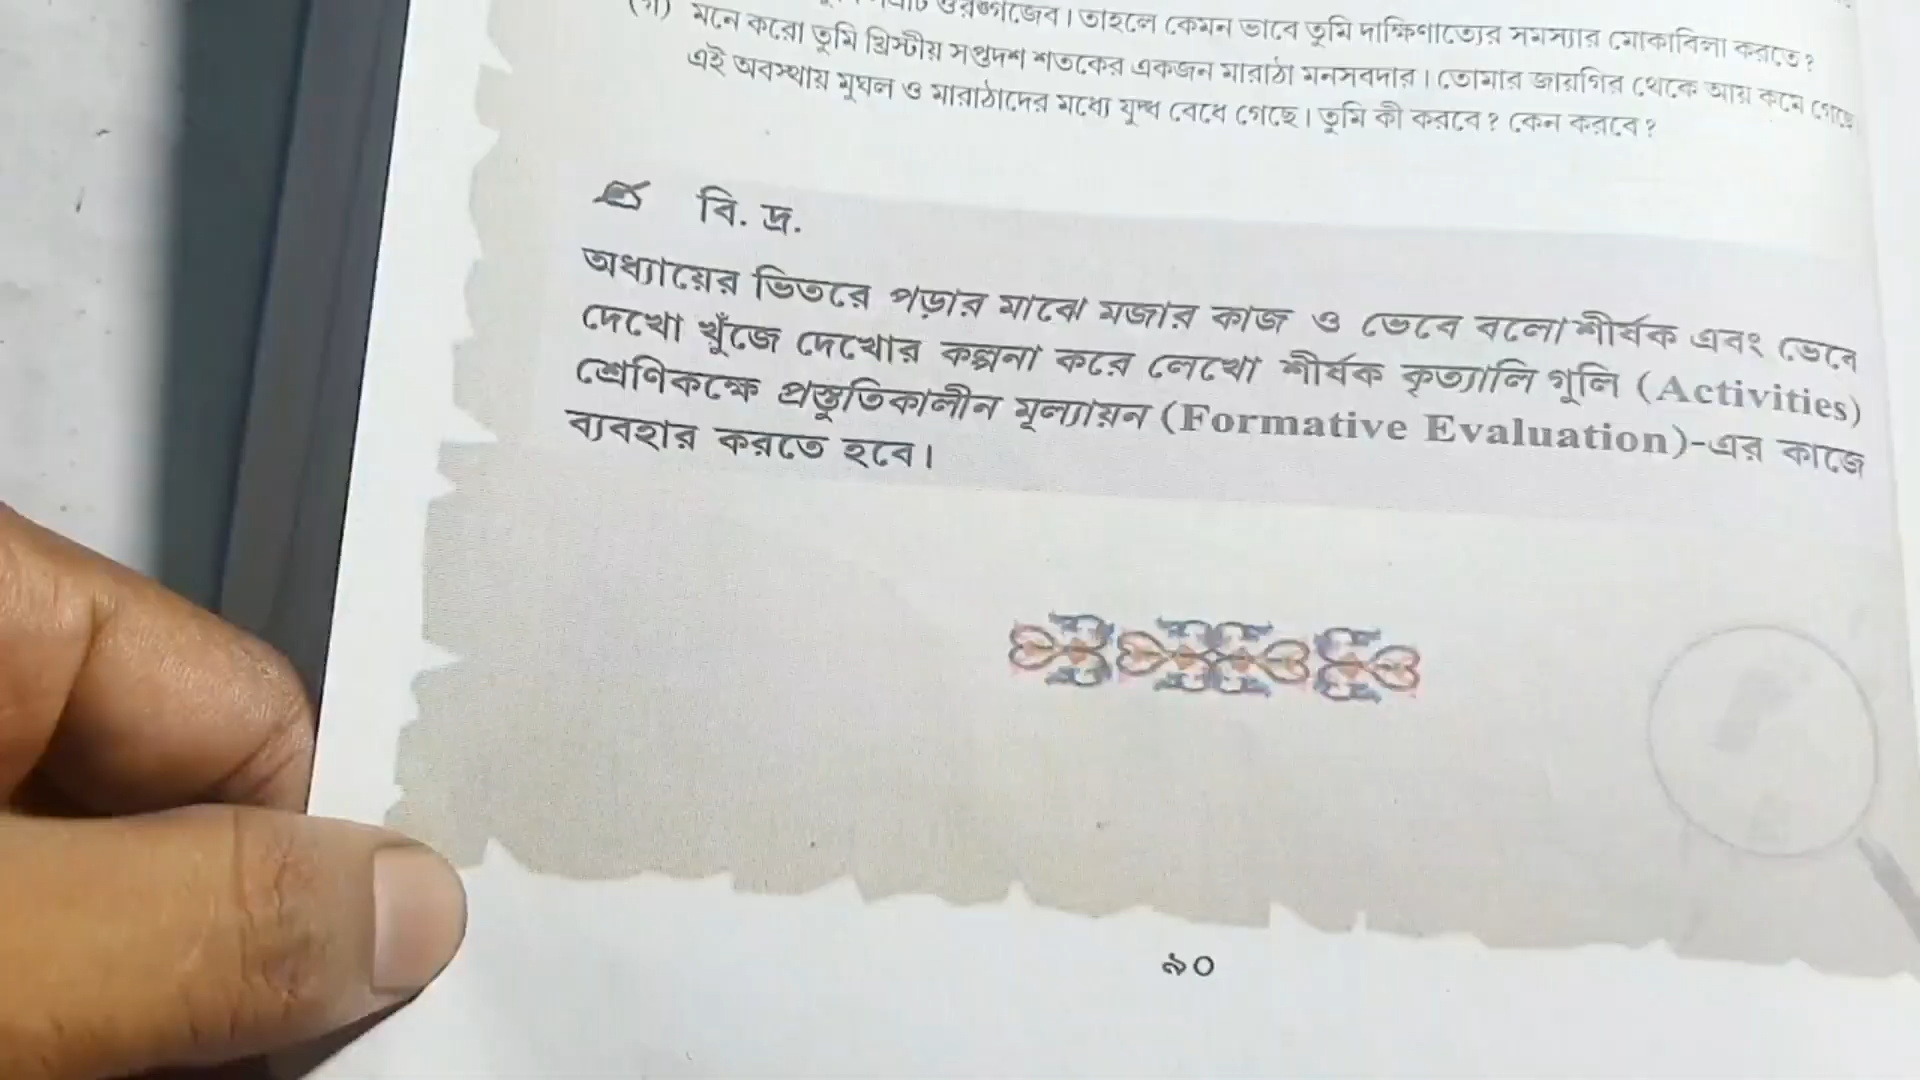 ঔরঙ্গজেব। তাহলে কেমন ভাবে তুমি দাক্ষিণাত্যের সমস্যার মোকাবিলা করতে?
(গ) মনে করো তুমি খ্রিস্টীয় সপ্তদশ শতকের একজন মারাঠা মনসবদার। তোমার জায়গির থেকে আয় কমে গেছে।
এই অবস্থায় মুঘল ও মারাঠাদের মধ্যে যুদ্ধ বেধে গেছে। তুমি কী করবে? কেন করবে?
বি. দ্র.
অধ্যায়ের ভিতরে পড়ার মাঝে মজার কাজ ও ভেবে বলো শীর্ষক এবং ভেবে
দেখো খুঁজে দেখোর কল্পনা করে লেখো শীর্ষক কৃত্যালি গুলি (Activities)
শ্রেণিকক্ষে প্রস্তুতিকালীন মূল্যায়ন (Formative Evaluation)-এর কাজে
ব্যবহার করতে হবে।
৯০